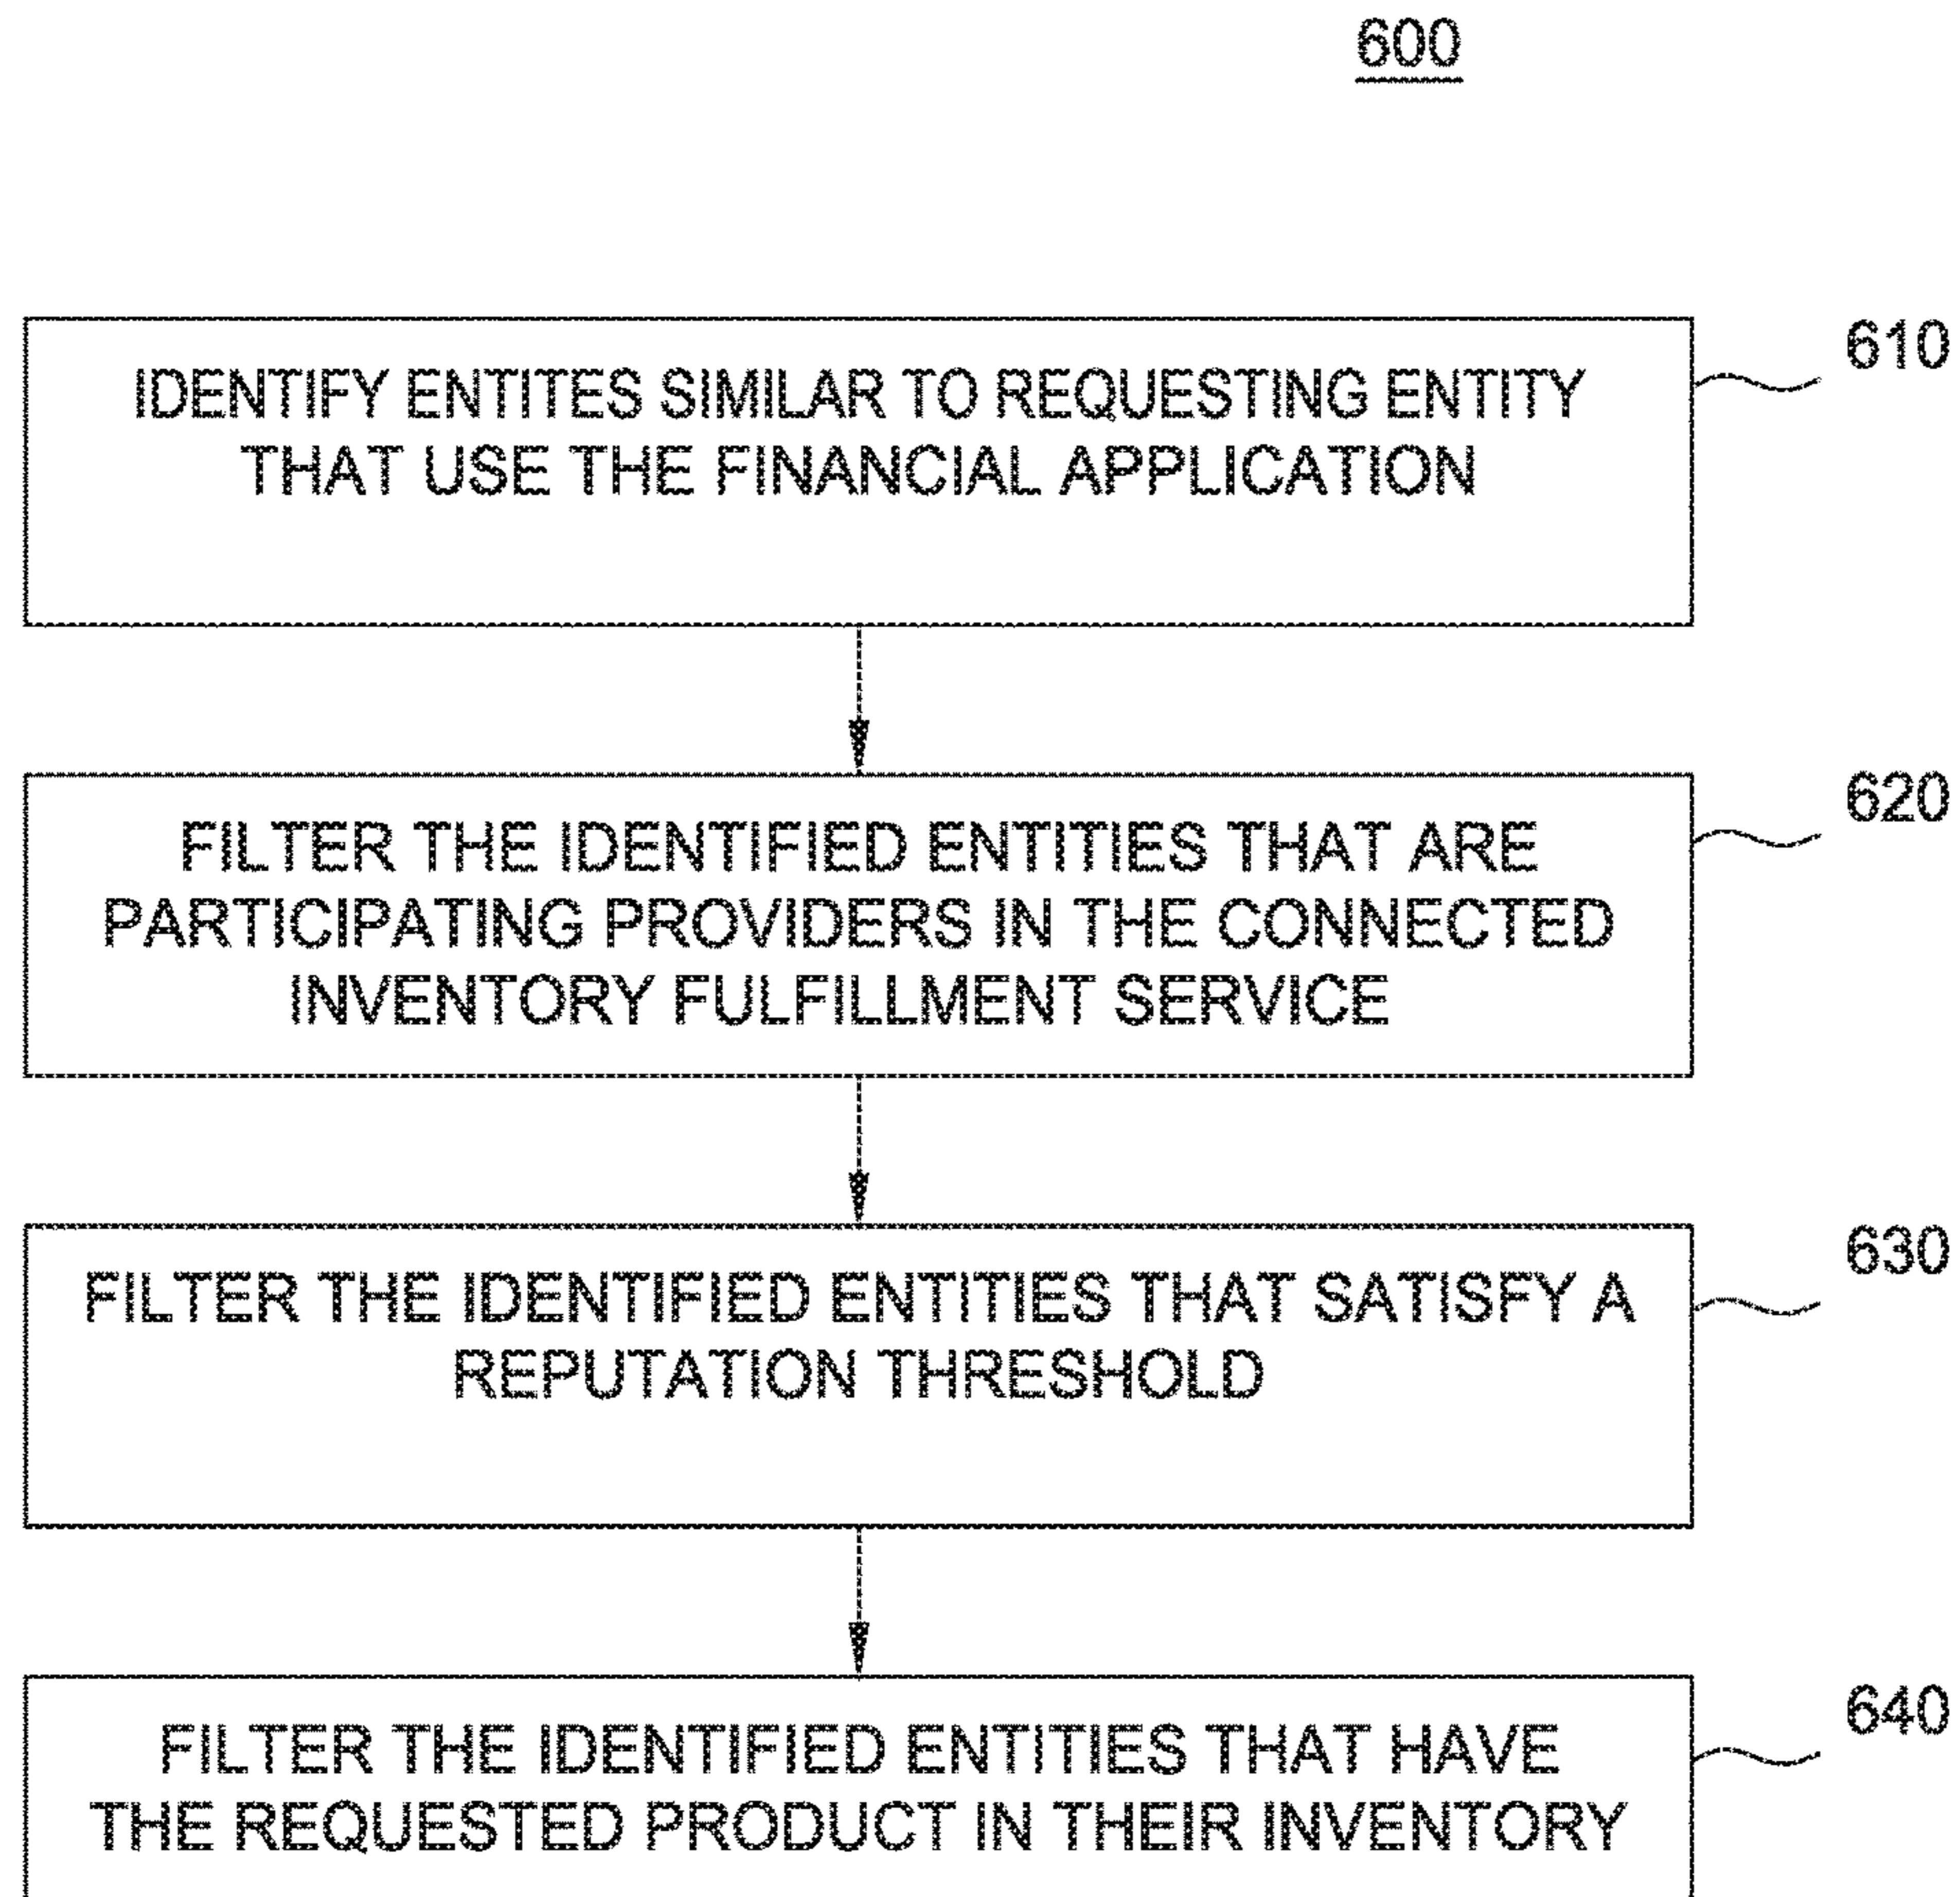 600
IDENTIFY ENTITES SIMILAR TO REQUESTING ENTITY
THAT USE THE FINANCIAL APPLICATION
610
FILTER THE IDENTIFIED ENTITIES THAT ARE
PARTICIPATING PROVIDERS IN THE CONNECTED
INVENTORY FULFILLMENT SERVICE
620
FILTER THE IDENTIFIED ENTITIES THAT SATISFY A
REPUTATION THRESHOLD
630
FILTER THE IDENTIFIED ENTITIES THAT HAVE
THE REQUESTED PRODUCT IN THEIR INVENTORY
640